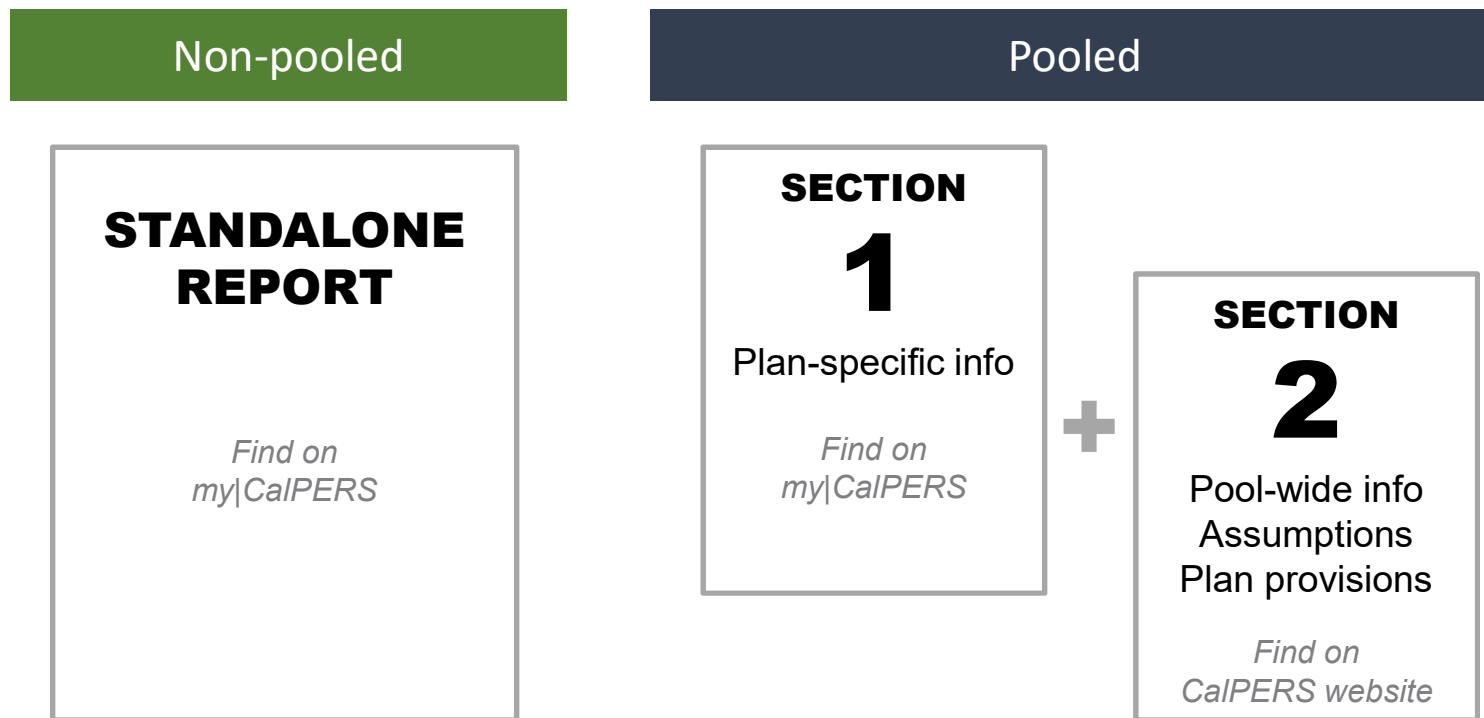 Non-pooled
STANDALONE
REPORT
Find on
my|CalPERS
Pooled
SECTION
1
Plan-specific info
Find on
my|CalPERS
+
SECTION
2
Pool-wide info
Assumptions
Plan provisions
Find on
CalPERS website